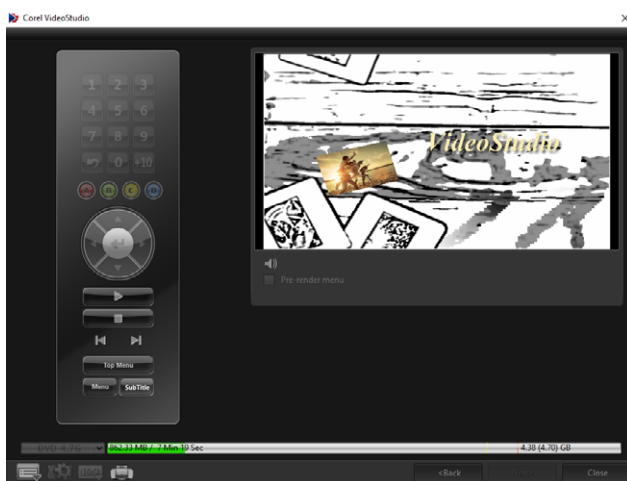 Corel VideoStudio
1 2 3
4 5 6
7 8 9
0 +10
A B C D
VideoStudio
Pre-render menu
Top Menu
Menu SubTitle
DVD 4.7G 862.33 MB / 7 Min 19 Sec 4.38 (4.70) GB
<Back Close